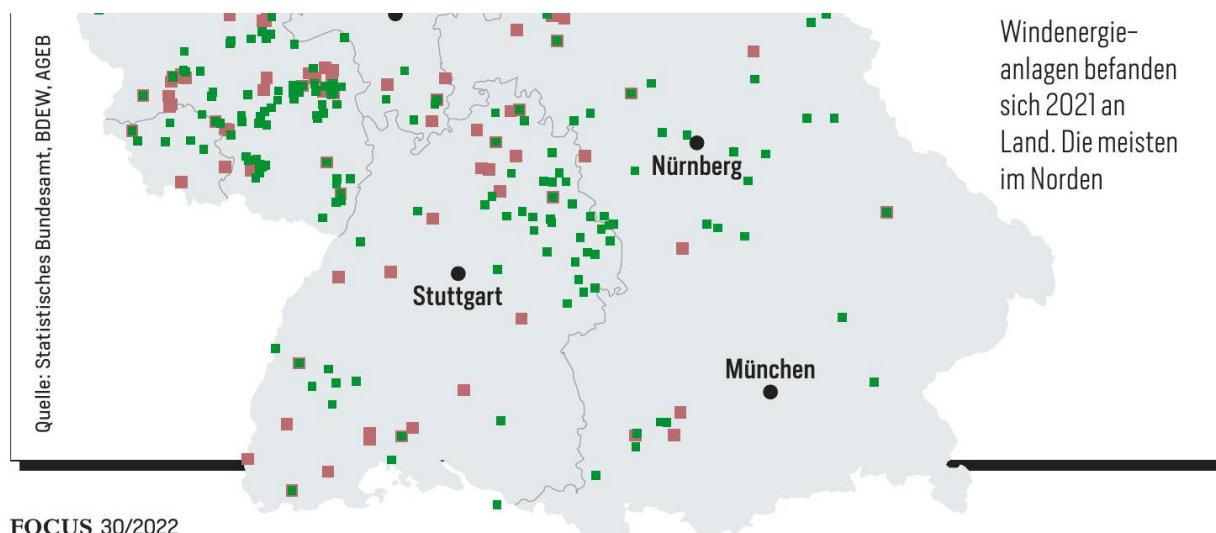 Windenergie–
anlagen befanden
sich 2021 an
Land. Die meisten
im Norden
Nürnberg
Stuttgart
München
Quelle: Statistisches Bundesamt, BDEW, AGEB
FOCUS 30/2022